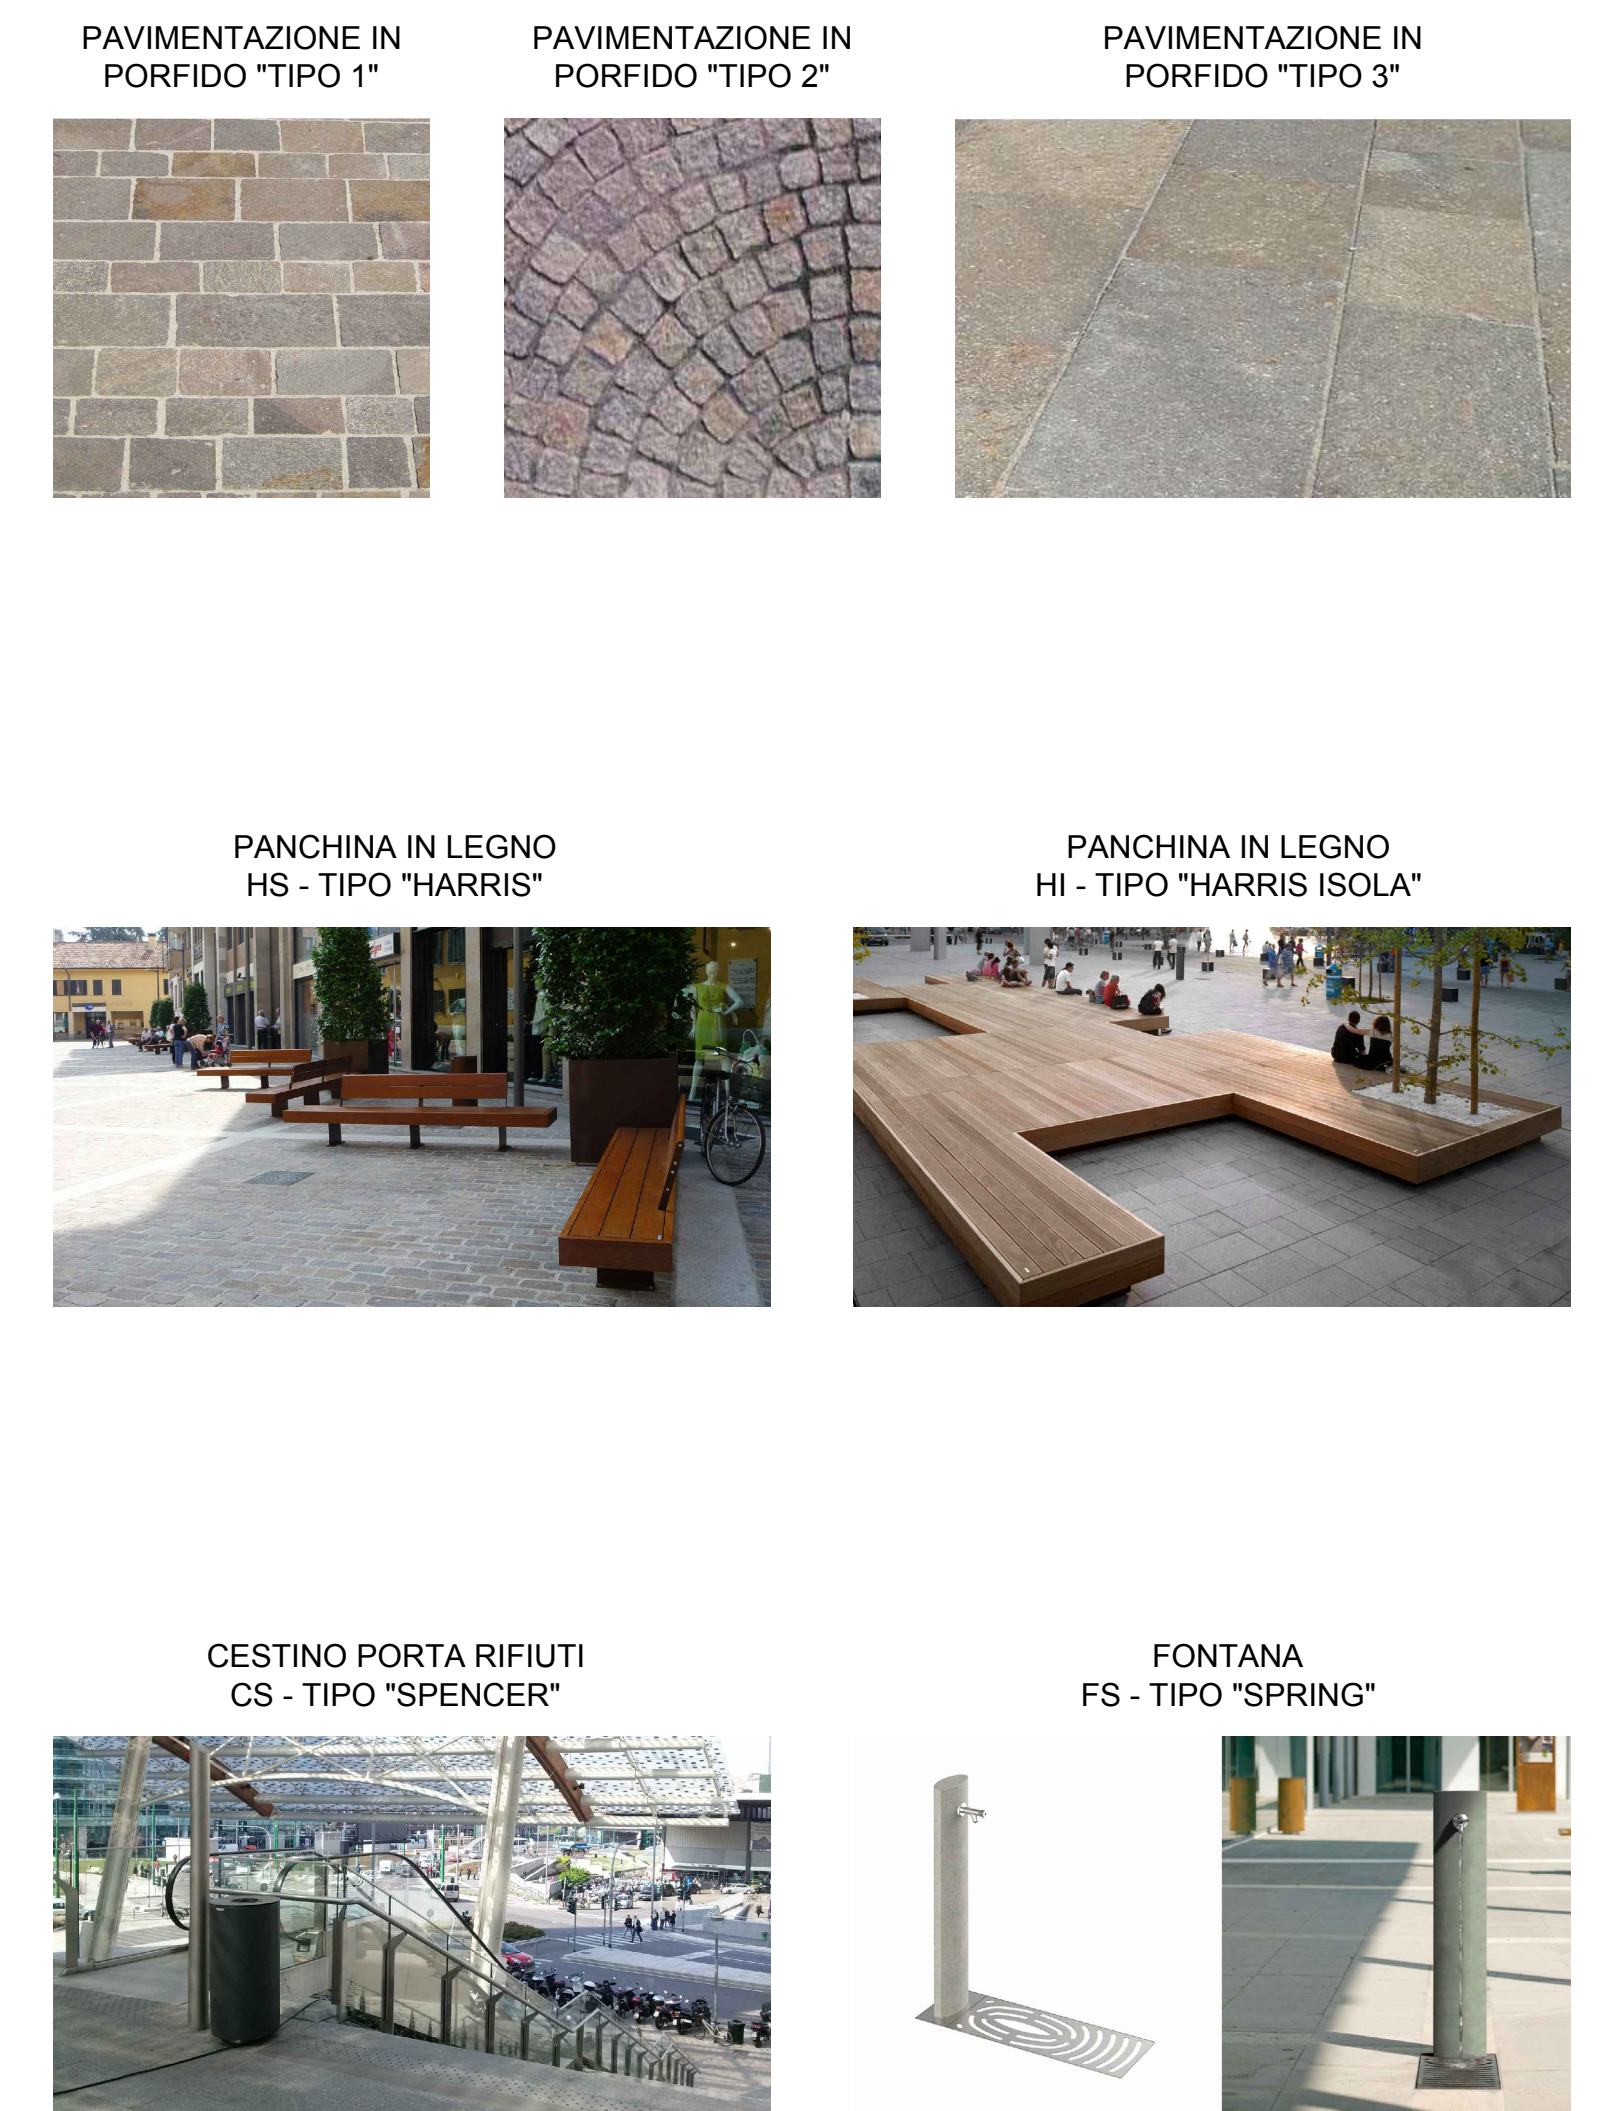 PAVIMENTAZIONE IN
PORFIDO "TIPO 1"
PAVIMENTAZIONE IN
PORFIDO "TIPO 2"
PAVIMENTAZIONE IN
PORFIDO "TIPO 3"
PANCHINA IN LEGNO
HS - TIPO "HARRIS"
PANCHINA IN LEGNO
HI - TIPO "HARRIS ISOLA"
CESTINO PORTA RIFIUTI
CS - TIPO "SPENCER"
FONTANA
FS - TIPO "SPRING"